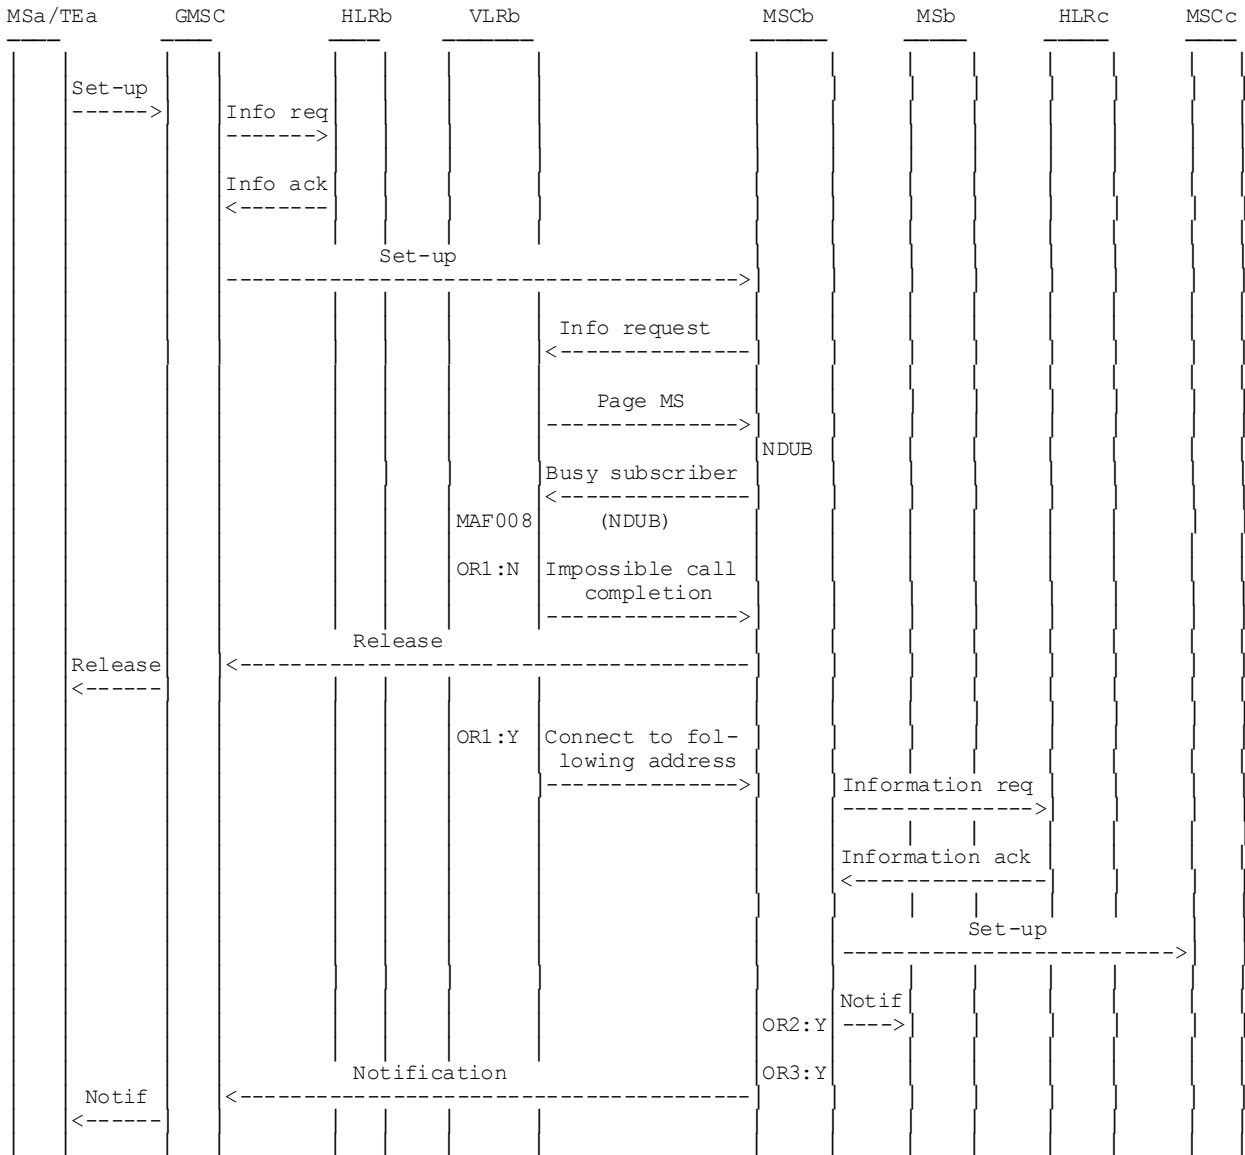 MSa/TEa GMSC HLRb VLRb MSCb MSb HLRc MSCc
Set-up
------>
Info req
------->
Info ack
<-------
Set-up
--------------------------------------->
Info request
<---------------
Page MS
--------------->
NDUB
Busy subscriber
<---------------
MAF008 (NDUB)
OR1:N Impossible call
completion
--------------->
Release
<---------------------------------------
Release
<------
OR1:Y Connect to fol-
lowing address
--------------->
Information req
--------------->
Information ack
<---------------
Set-up
-------------------------->
Notif
OR2:Y ---->
Notification OR3:Y
Notif <---------------------------------------
<------